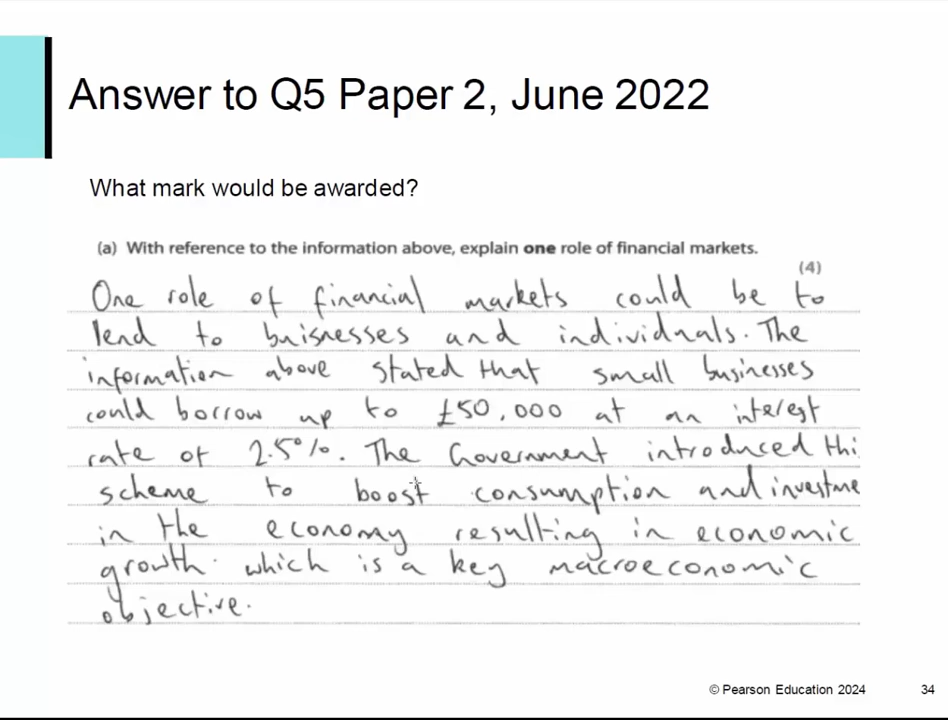 Answer to Q5 Paper 2, June 2022
What mark would be awarded?
(a) With reference to the information above, explain one role of financial markets.
(4)
One role of financial markets could be to
lend to buisnesses and individuals. The
information above stated that small businesses
could borrow up to £50,000 at an interest
rate of 2.5%. The Government introduced thi
scheme to boost consumption and investme
in the economy resulting in economic
growth which is a key macroeconomic
objective.
© Pearson Education 2024
34